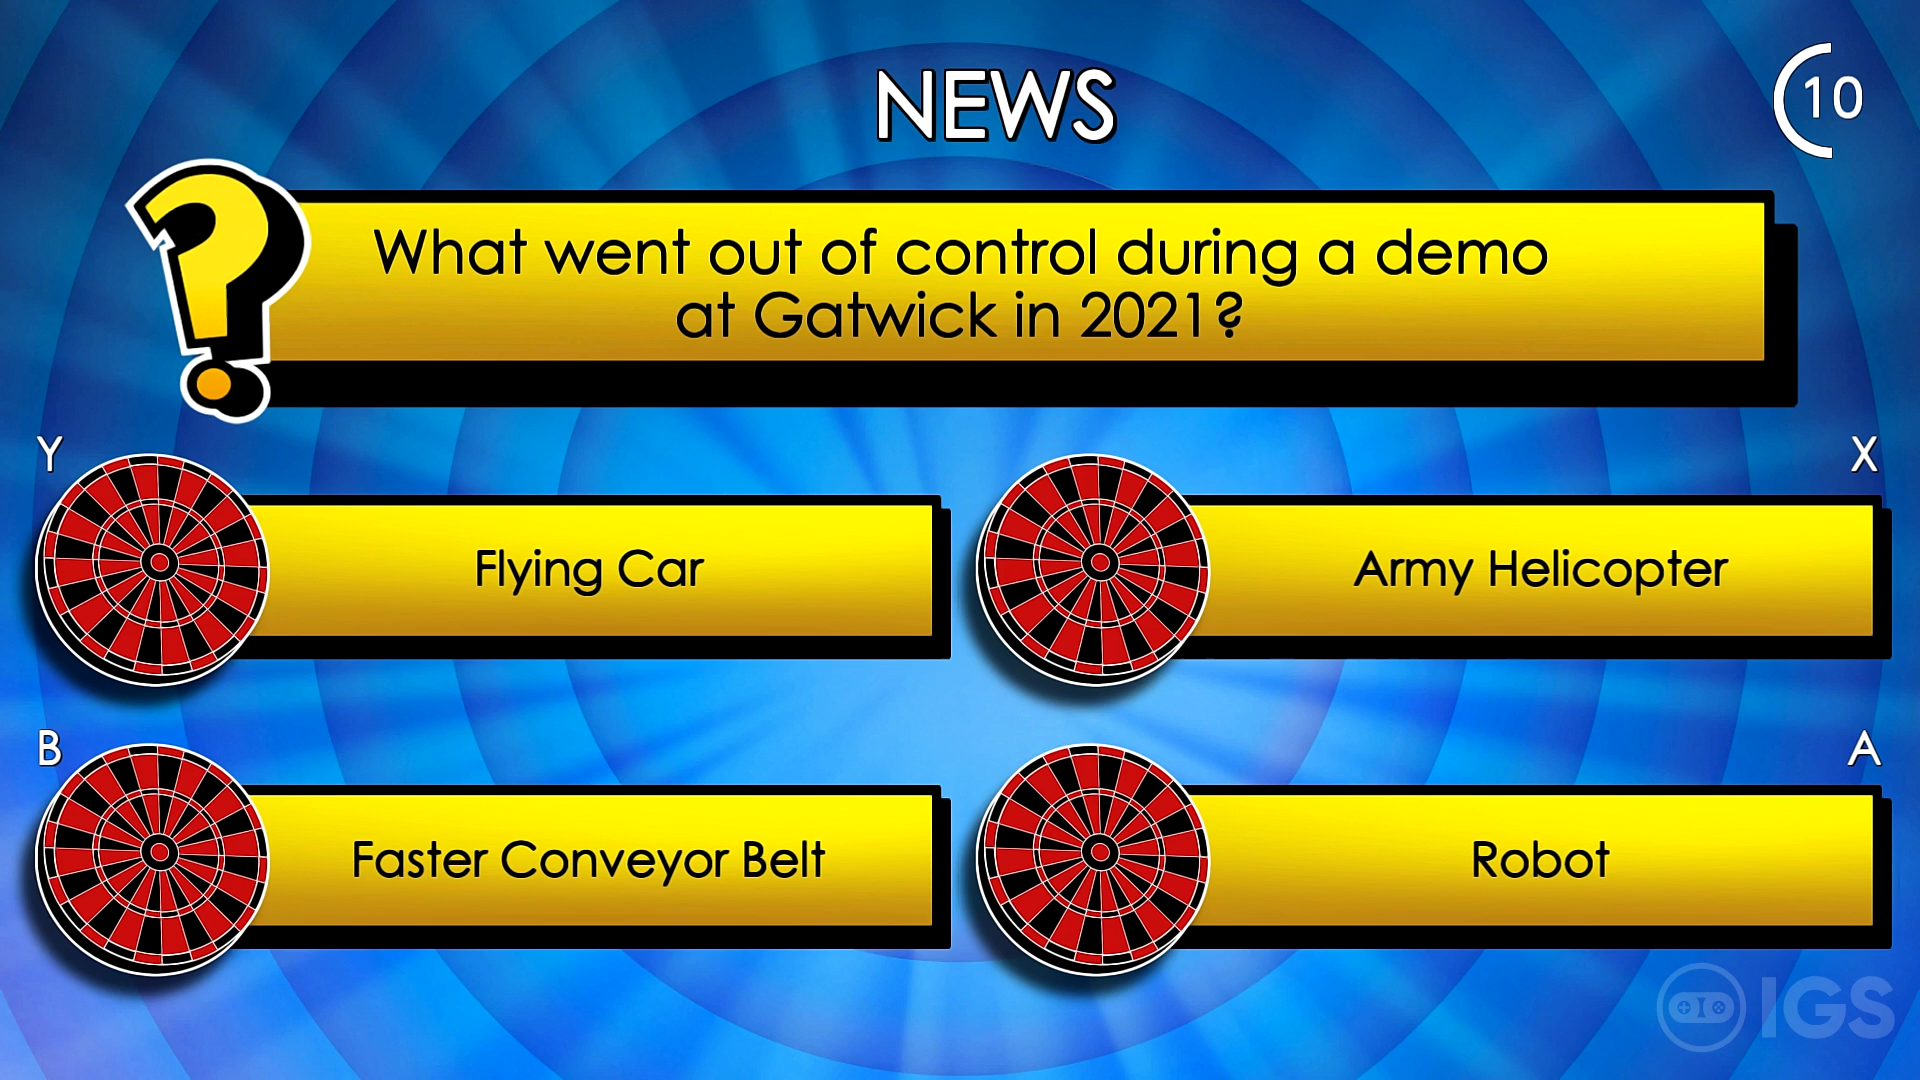 NEWS
10
What went out of control during a demo
at Gatwick in 2021?
Y
Flying Car
X
Army Helicopter
B
Faster Conveyor Belt
A
Robot
IGS